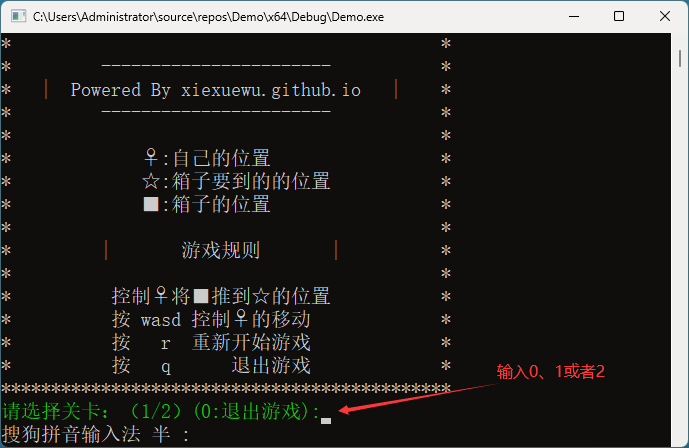 C:\Users\Administrator\source\repos\Demo\x64\Debug\Demo.exe
* *
* ----------------------- *
* | Powered By xiexuewu.github.io | *
* ----------------------- *
* *
* ♀:自己的位置 *
* ☆:箱子要到的的位置 *
* ■:箱子的位置 *
* *
* | 游戏规则 | *
* *
* 控制♀将■推到☆的位置 *
* 按 wasd 控制♀的移动 *
* 按 r 重新开始游戏 *
* 按 q 退出游戏 *
*********************************************
请选择关卡：（1/2）(0:退出游戏):
输入0、1或者2
搜狗拼音输入法 半 :